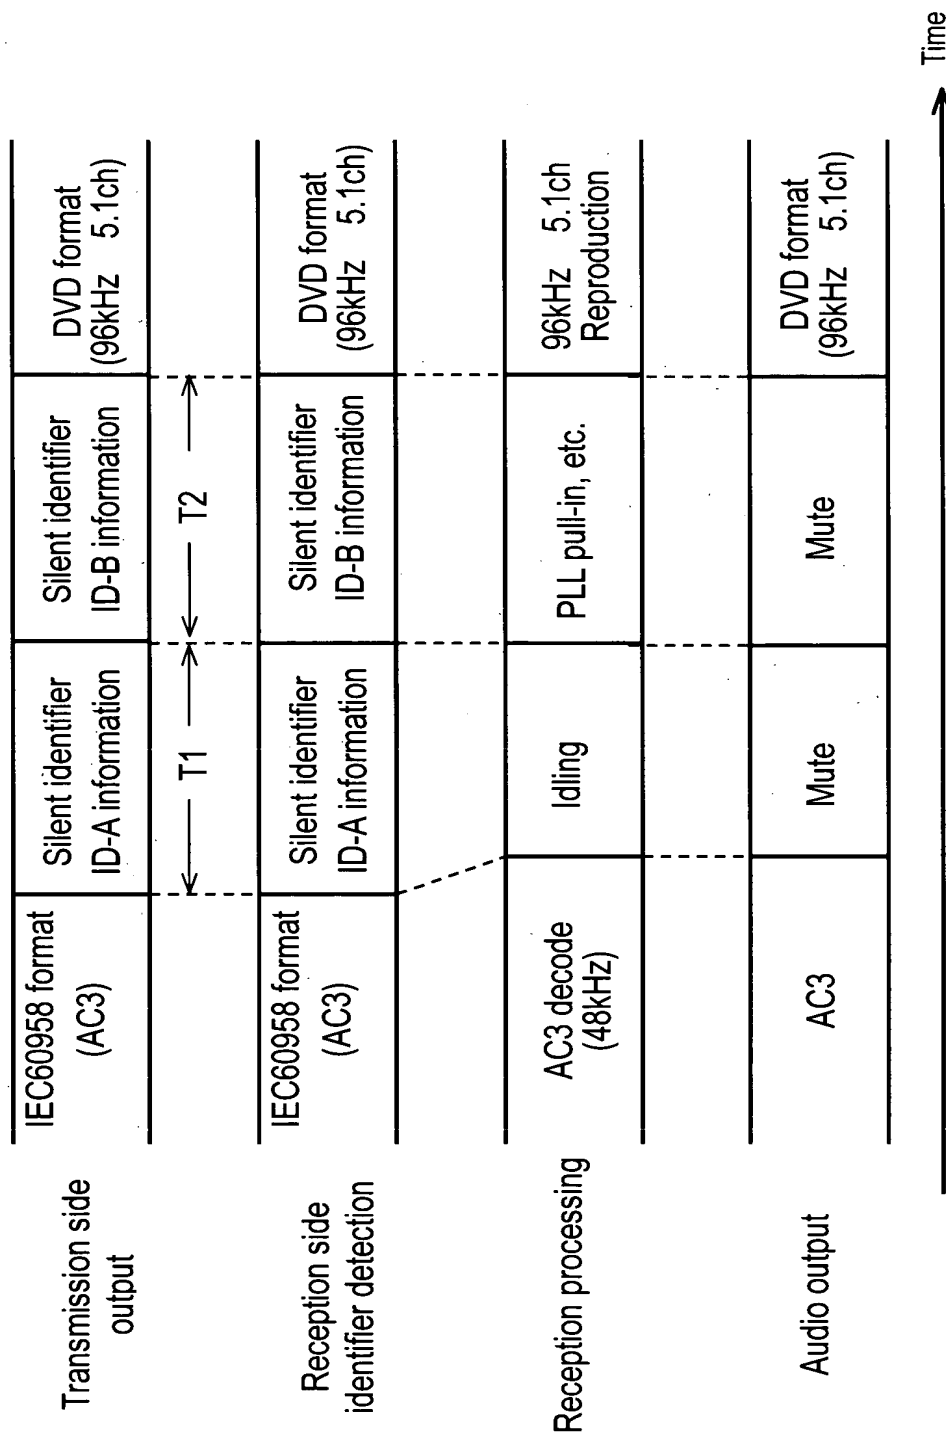 Transmission side
output
IEC60958 format
(AC3)
Silent identifier
ID-A information
Silent identifier
ID-B information
DVD format
(96kHz 5.1ch)
T1
T2
Reception side
identifier detection
IEC60958 format
(AC3)
Silent identifier
ID-A information
Silent identifier
ID-B information
DVD format
(96kHz 5.1ch)
Reception processing
AC3 decode
(48kHz)
Idling
PLL pull-in, etc.
96kHz 5.1ch
Reproduction
Audio output
AC3
Mute
Mute
DVD format
(96kHz 5.1ch)
Time